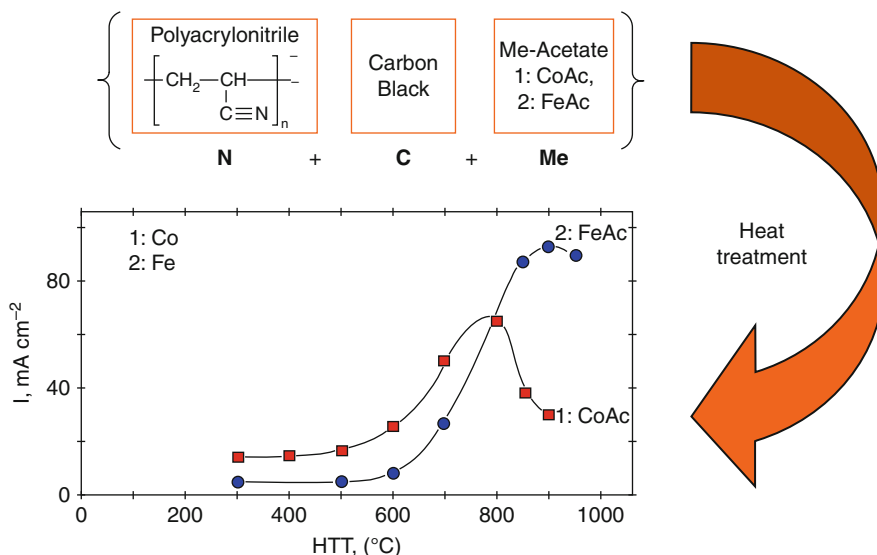 Polyacrylonitrile
CH₂ CH
C≡N
n
Carbon
Black
Me-Acetate
1: CoAc,
2: FeAc
N + C + Me
Heat
treatment
1: Co
2: Fe
2: FeAc
1: CoAc
I, mA cm⁻²
80
40
0
0 200 400 600 800 1000
HTT, (°C)